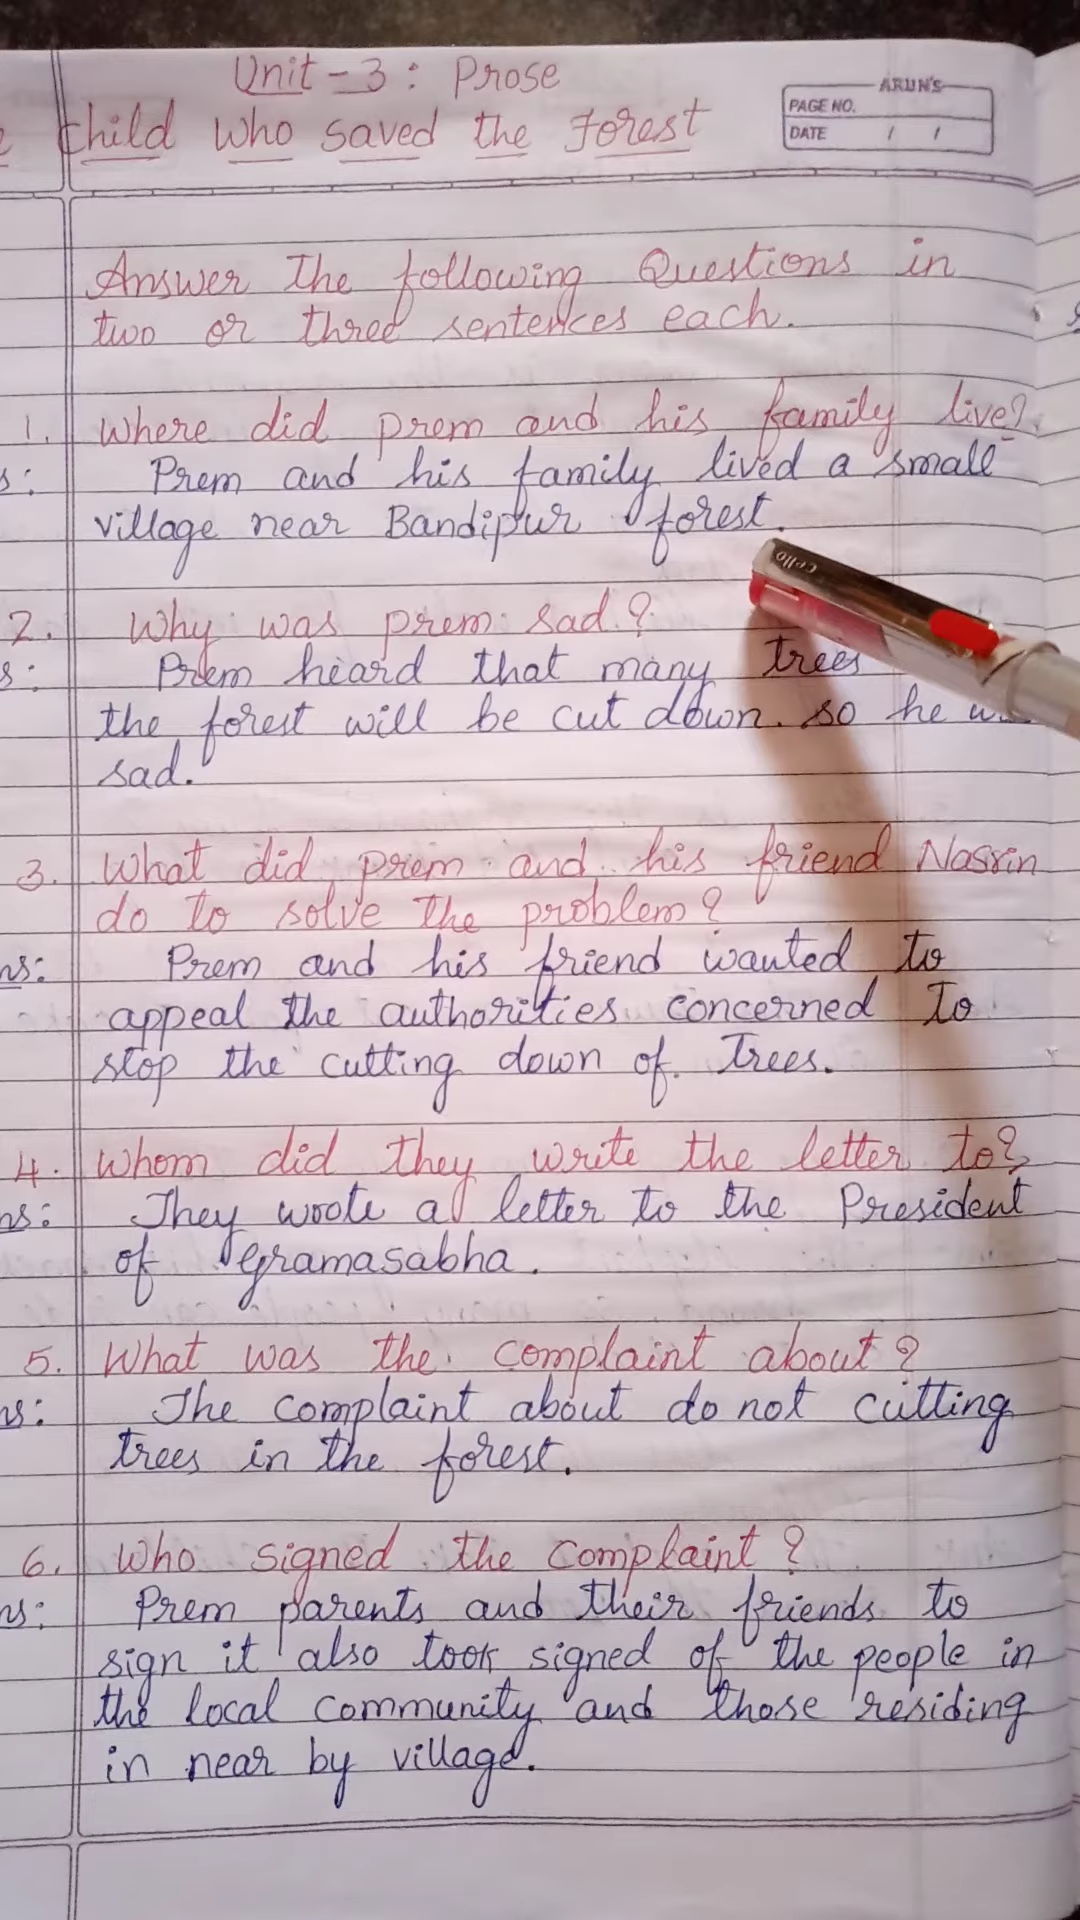 Unit - 3 : Prose
child who saved the Forest
ARUN'S
PAGE NO.
DATE / /
Answer The following Questions in
two or three sentences each.
1. Where did prem and his family live?
s: Prem and his family lived a small
village near Bandipur forest.
cello
2. Why was prem sad.?
s: Prem heard that many trees
the forest will be cut down. so he
sad.
3. What did prem and his friend Nasrin
do to solve the problem?
ns: Prem and his friend wanted to
appeal the authorities concerned To
stop the cutting down of Trees.
4. Whom did they write the letter to?
ns: They wrote a letter to the President
of gramasabha.
5. What was the complaint about?
ns: The complaint about do not cutting
trees in the forest.
6. Who signed the complaint?
ns: Prem parents and their friends to
sign it also took signed of the people in
the local community and those residing
in near by village.